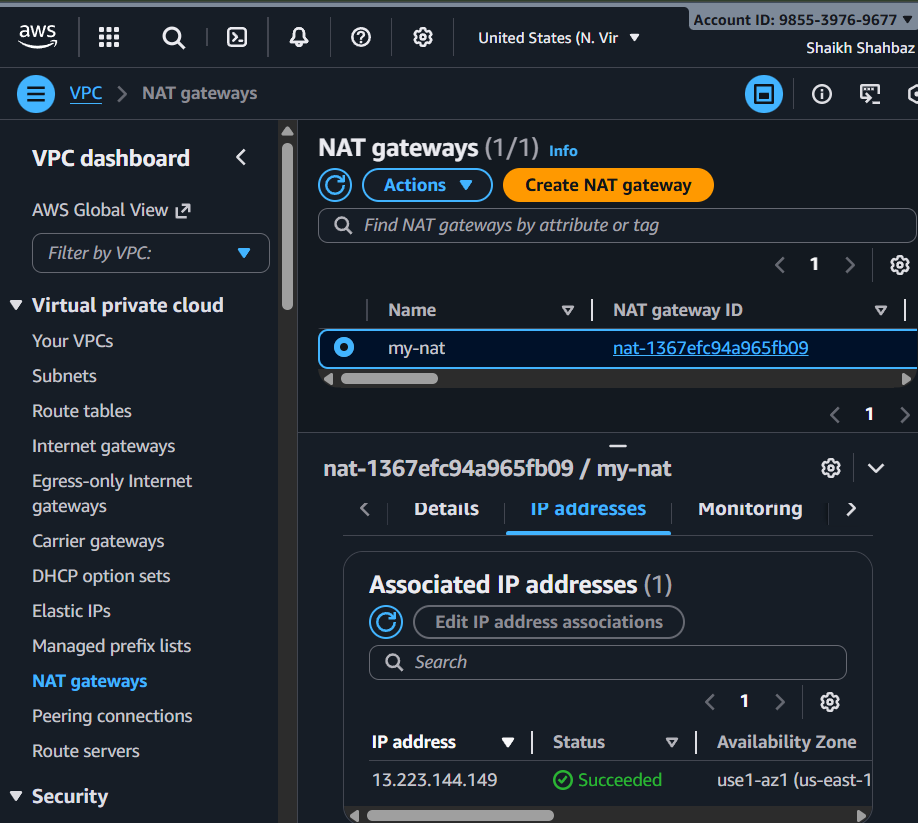 aws
United States (N. Vir
Account ID: 9855-3976-9677
Shaikh Shahbaz
VPC
NAT gateways
VPC dashboard
AWS Global View
Filter by VPC:
Virtual private cloud
Your VPCs
Subnets
Route tables
Internet gateways
Egress-only Internet
gateways
Carrier gateways
DHCP option sets
Elastic IPs
Managed prefix lists
NAT gateways
Peering connections
Route servers
Security
NAT gateways (1/1) Info
Actions
Create NAT gateway
Find NAT gateways by attribute or tag
1
Name
NAT gateway ID
my-nat
nat-1367efc94a965fb09
1
nat-1367efc94a965fb09 / my-nat
Details
IP addresses
Monitoring
Associated IP addresses (1)
Edit IP address associations
Search
1
IP address
Status
Availability Zone
13.223.144.149
Succeeded
use1-az1 (us-east-1